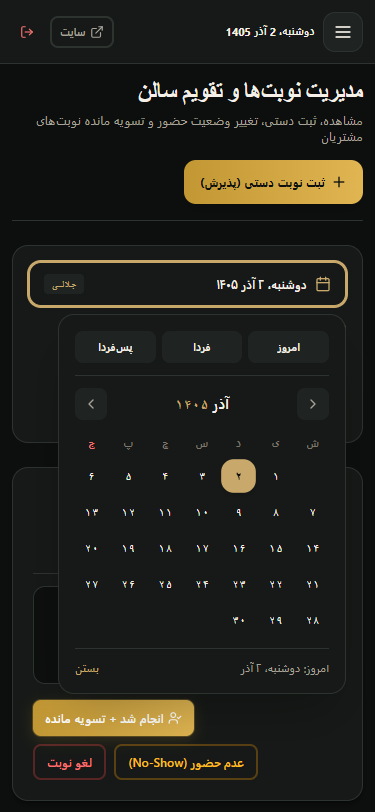 دوشنبه، 2 آذر 1405
سایت
مدیریت نوبت‌ها و تقویم سالن
مشاهده، ثبت دستی، تغییر وضعیت حضور و تسویه مانده نوبت‌های
مشتریان
+ ثبت نوبت دستی (پذیرش)
دوشنبه، ۲ آذر ۱۴۰۵
جلالی
امروز فردا پس‌فردا
آذر ۱۴۰۵
ش ی د س چ پ ج
۱ ۲ ۳ ۴ ۵ ۶
۷ ۸ ۹ ۱۰ ۱۱ ۱۲ ۱۳
۱۴ ۱۵ ۱۶ ۱۷ ۱۸ ۱۹ ۲۰
۲۱ ۲۲ ۲۳ ۲۴ ۲۵ ۲۶ ۲۷
۲۸ ۲۹ ۳۰
امروز: دوشنبه، ۲ آذر
بستن
انجام شد + تسویه مانده
عدم حضور (No-Show)
لغو نوبت